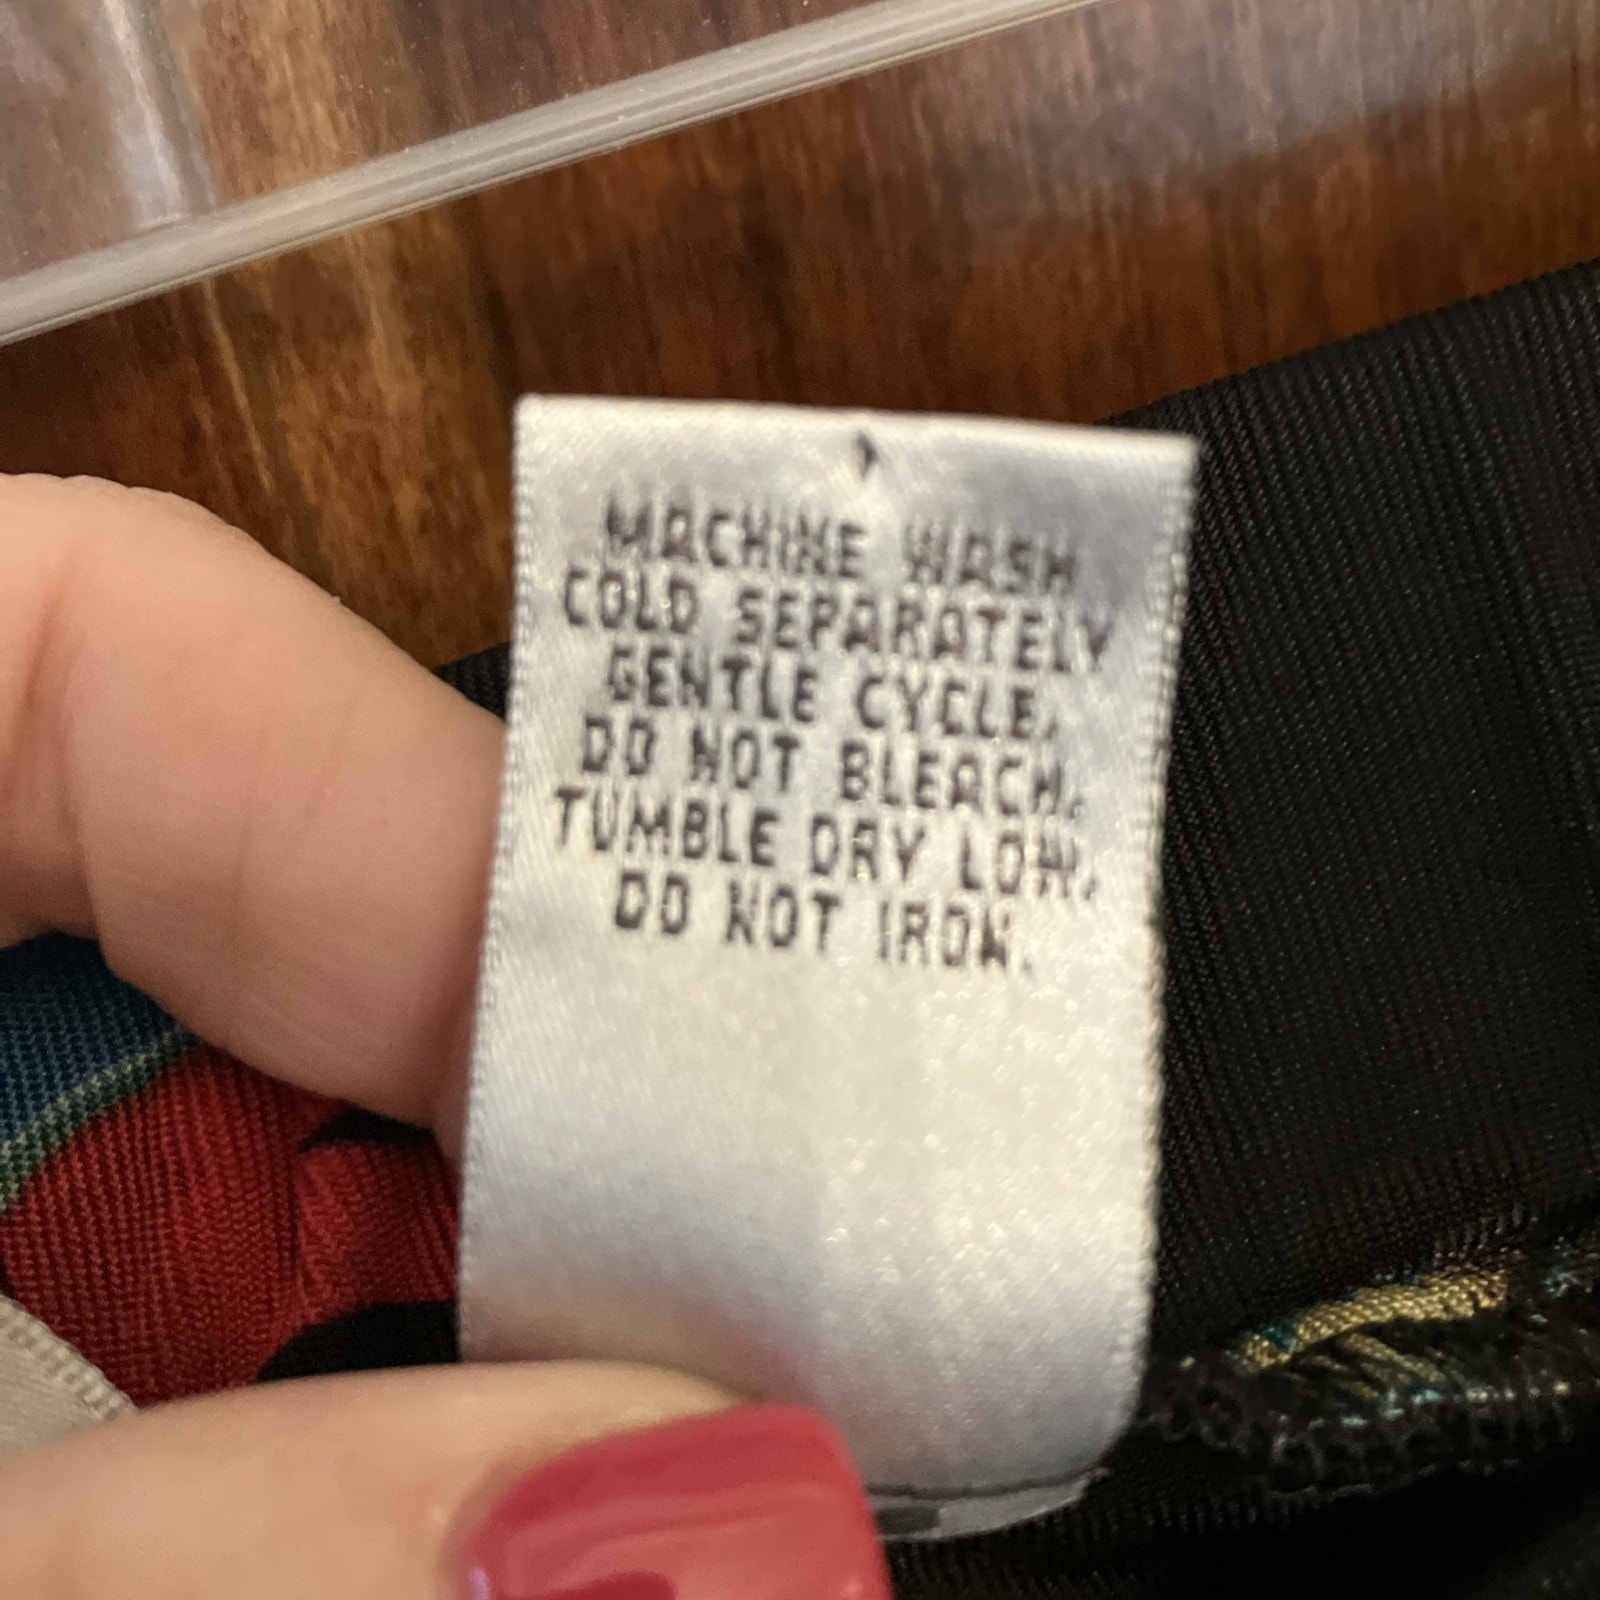 MACHINE WASH
COLD SEPARATELY
GENTLE CYCLE,
DO NOT BLEACH,
TUMBLE DRY LOW,
DO NOT IRON.